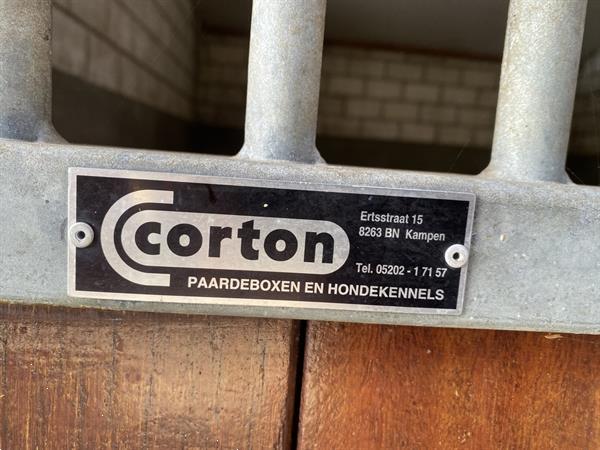 corton
Ertsstraat 15
8263 BN Kampen
Tel. 05202 - 1 71 57
PAARDEBOXEN EN HONDEKENNELS